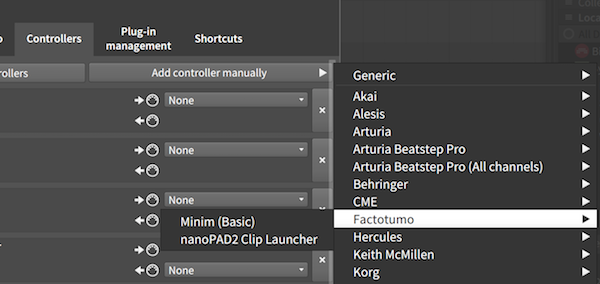 Controllers
Plug-in
management
Shortcuts
Add controller manually
None
None
None
None
Generic
Akai
Alesis
Arturia
Arturia Beatstep Pro
Arturia Beatstep Pro (All channels)
Behringer
CME
Factotumo
Hercules
Keith McMillen
Korg
Minim (Basic)
nanoPAD2 Clip Launcher